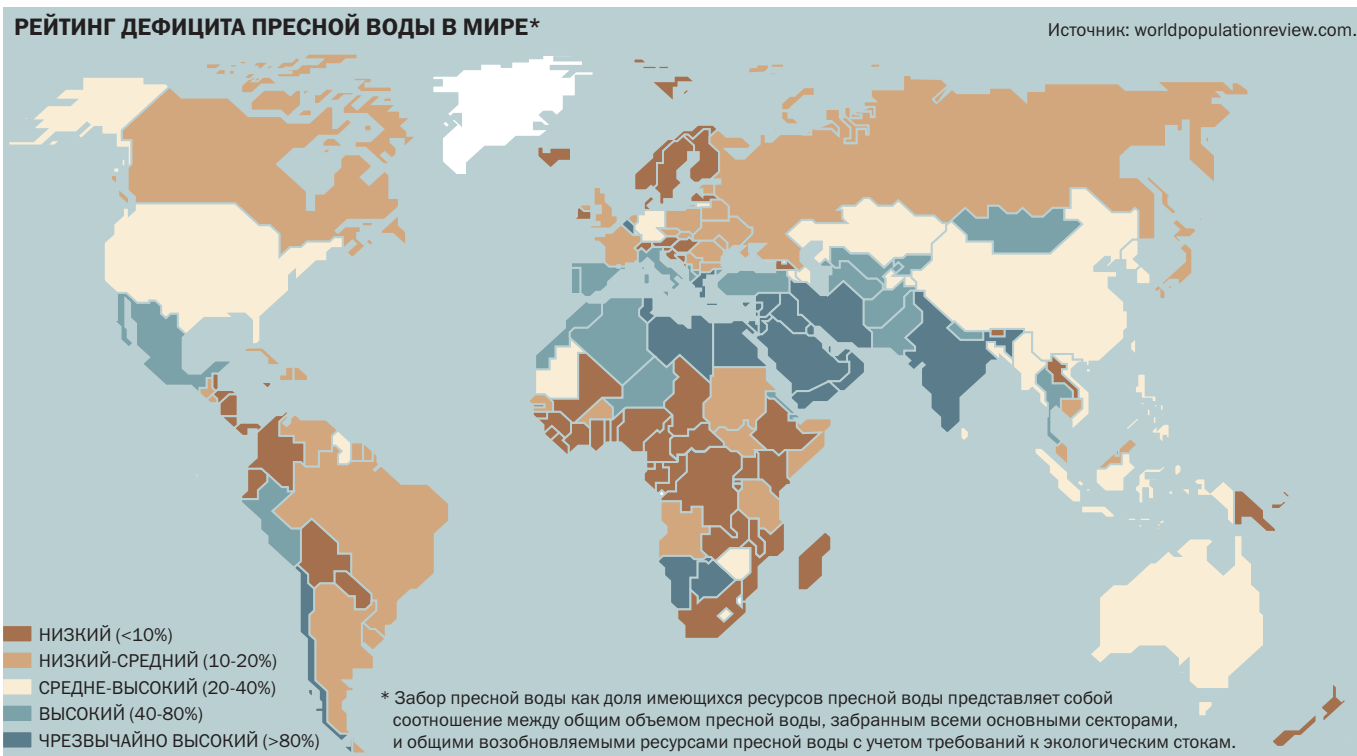 РЕЙТИНГ ДЕФИЦИТА ПРЕСНОЙ ВОДЫ В МИРЕ*
Источник: worldpopulationreview.com.
НИЗКИЙ (<10%)
НИЗКИЙ-СРЕДНИЙ (10-20%)
СРЕДНЕ-ВЫСОКИЙ (20-40%)
ВЫСОКИЙ (40-80%)
ЧРЕЗВЫЧАЙНО ВЫСОКИЙ (>80%)
* Забор пресной воды как доля имеющихся ресурсов пресной воды представляет собой
соотношение между общим объемом пресной воды, забранным всеми основными секторами,
и общими возобновляемыми ресурсами пресной воды с учетом требований к экологическим стокам.